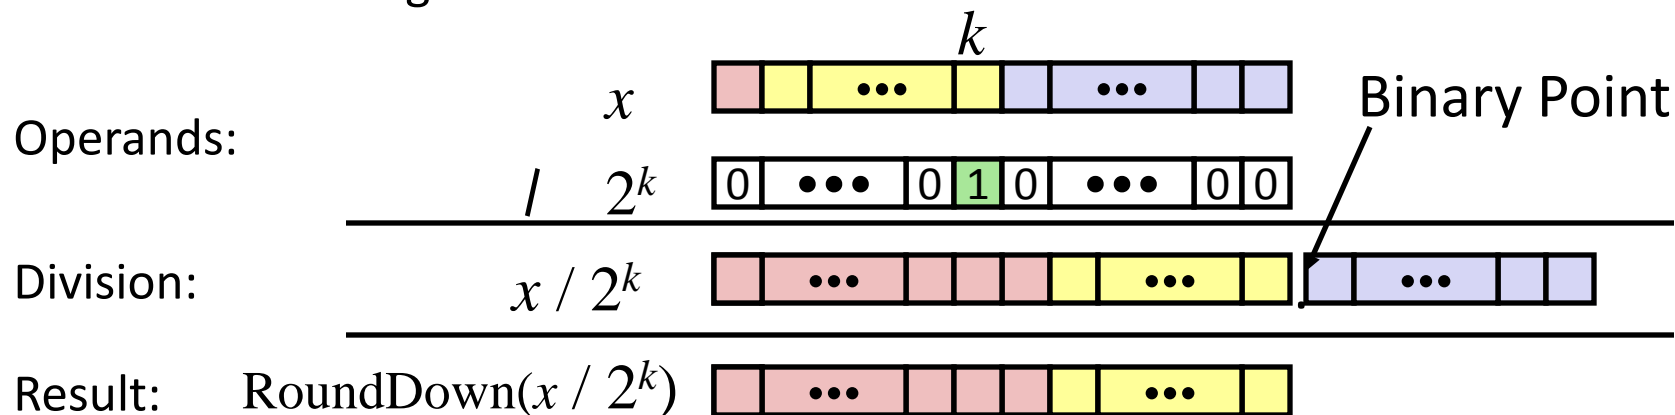 k
x ••• •••
Binary Point
Operands:
/ 2^k 0 ••• 0 1 0 ••• 0 0
Division: x / 2^k ••• ••• . •••
Result: RoundDown(x / 2^k) ••• •••